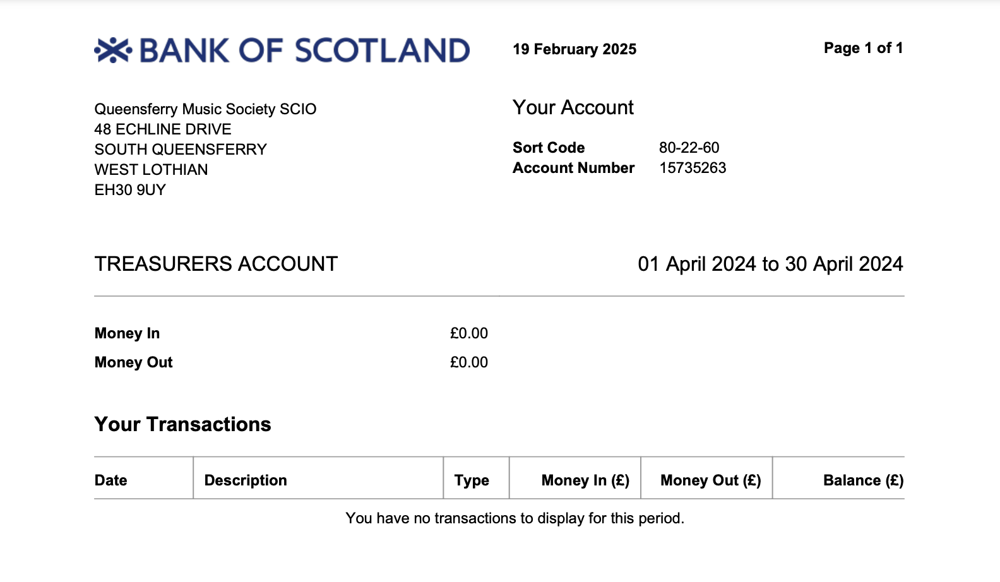 BANK OF SCOTLAND
19 February 2025
Page 1 of 1
Queensferry Music Society SCIO
48 ECHLINE DRIVE
SOUTH QUEENSFERRY
WEST LOTHIAN
EH30 9UY
Your Account
Sort Code 80-22-60
Account Number 15735263
TREASURERS ACCOUNT
01 April 2024 to 30 April 2024
Money In £0.00
Money Out £0.00
Your Transactions
Date Description Type Money In (£) Money Out (£) Balance (£)
You have no transactions to display for this period.